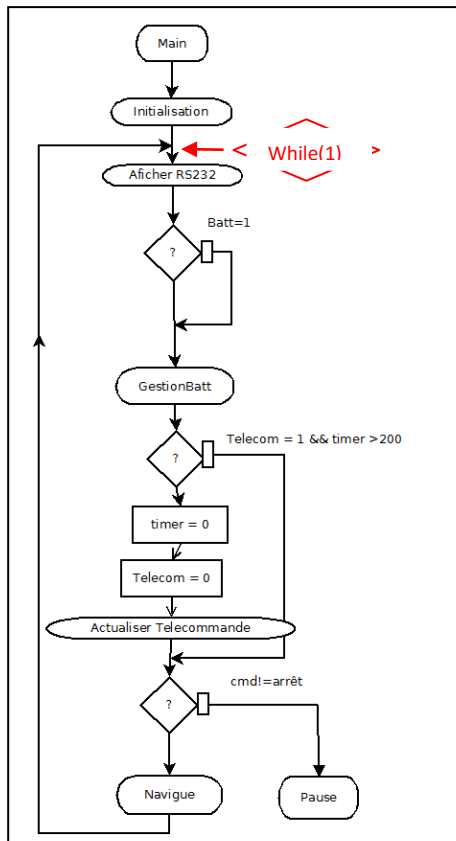 Main
Initialisation
While(1)
Aficher RS232
Batt=1
?
GestionBatt
Telecom = 1 && timer >200
?
timer = 0
Telecom = 0
Actualiser Telecommande
cmd!=arrêt
?
Navigue
Pause